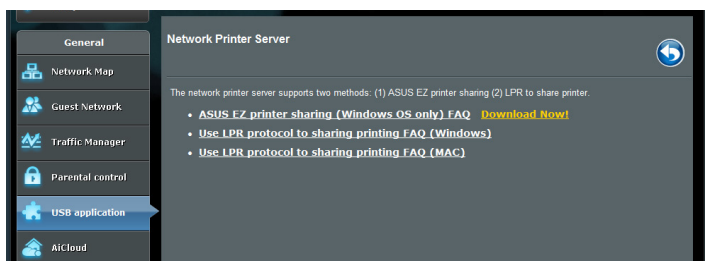 General
Network Map
Guest Network
Traffic Manager
Parental control
USB application
AiCloud
Network Printer Server
The network printer server supports two methods: (1) ASUS EZ printer sharing (2) LPR to share printer.
ASUS EZ printer sharing (Windows OS only) FAQ Download Now!
Use LPR protocol to sharing printing FAQ (Windows)
Use LPR protocol to sharing printing FAQ (MAC)